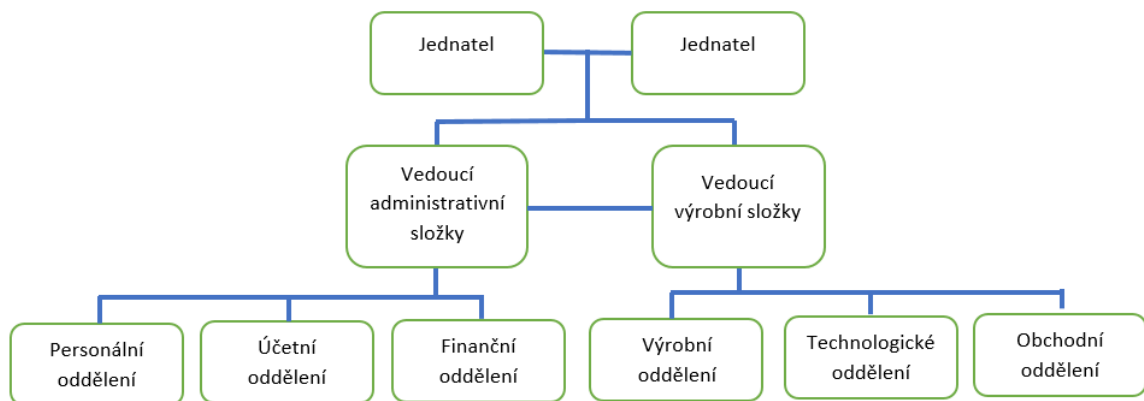 Jednatel
Jednatel
Vedoucí
administrativní
složky
Vedoucí
výrobní složky
Personální
oddělení
Účetní
oddělení
Finanční
oddělení
Výrobní
oddělení
Technologické
oddělení
Obchodní
oddělení